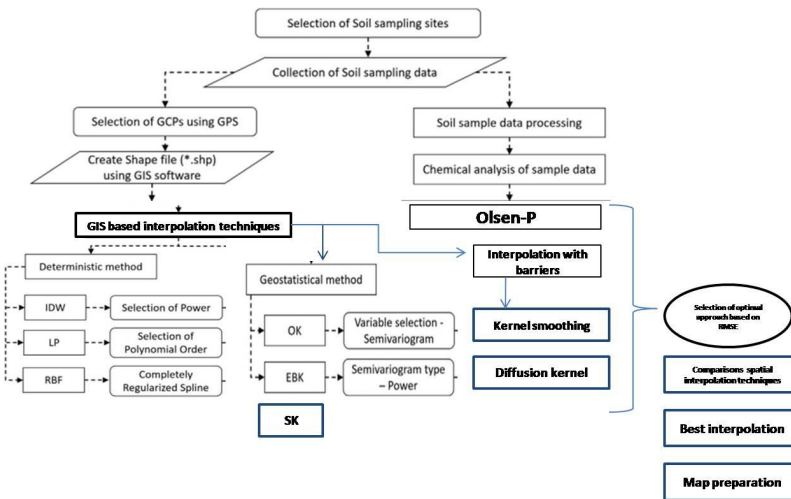 Selection of Soil sampling sites
Collection of Soil sampling data
Selection of GCPs using GPS
Soil sample data processing
Create Shape file (*.shp)
using GIS software
Chemical analysis of sample data
Olsen-P
GIS based interpolation techniques
Interpolation with
barriers
Deterministic method
Geostatistical method
IDW
Selection of Power
LP
Selection of
Polynomial Order
RBF
Completely
Regularized Spline
OK
Variable selection -
Semivariogram
EBK
Semivariogram type
– Power
SK
Kernel smoothing
Diffusion kernel
Selection of optimal
approach based on
RMSE
Comparisons spatial
interpolation techniques
Best interpolation
Map preparation